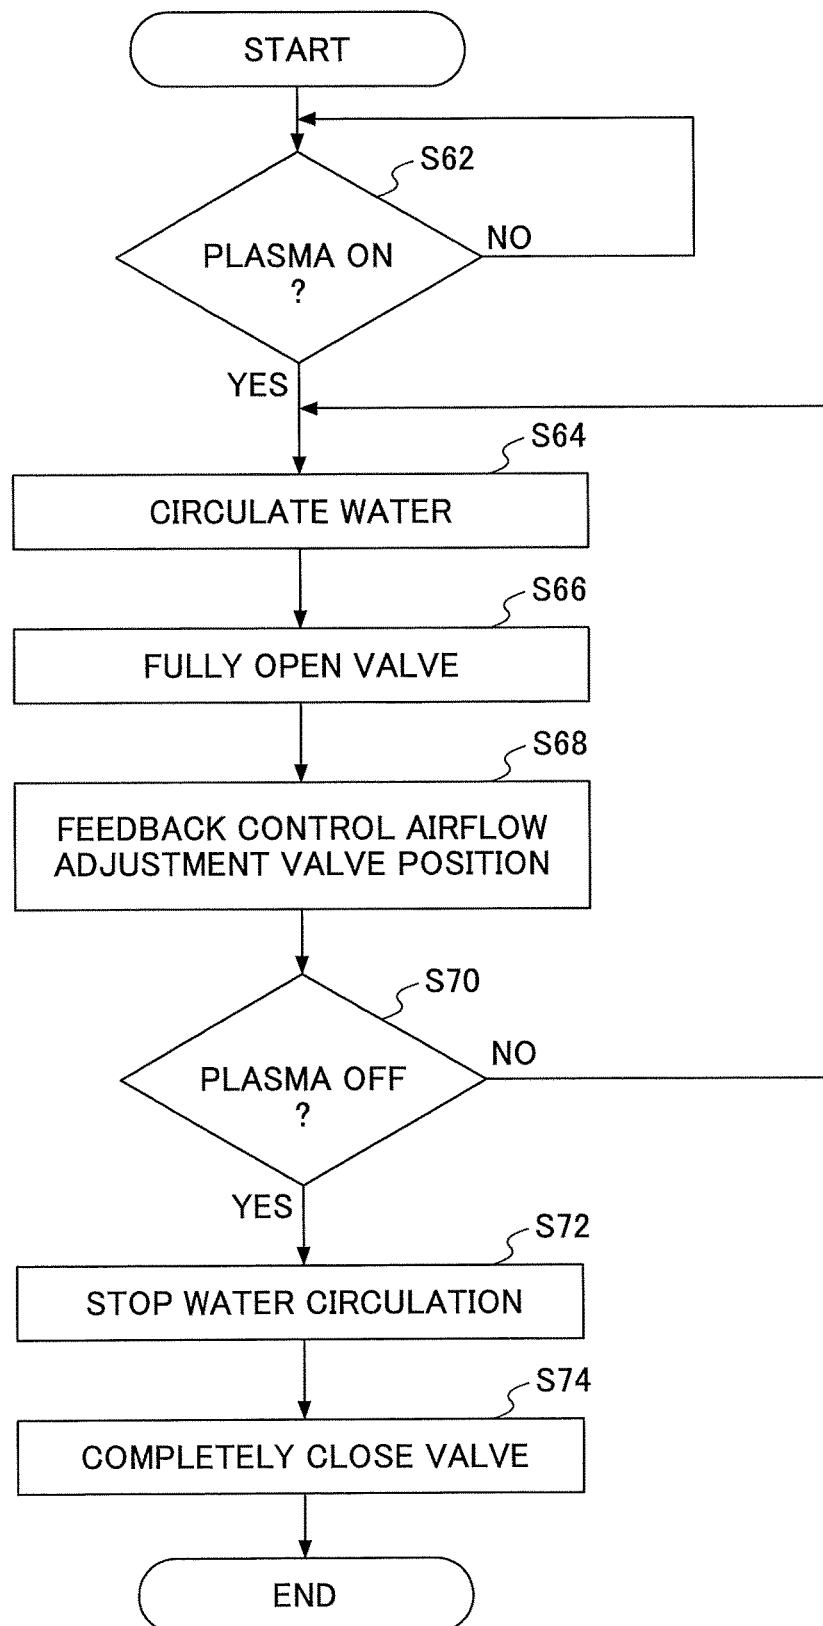 START
S62
PLASMA ON
?
NO
YES
S64
CIRCULATE WATER
S66
FULLY OPEN VALVE
S68
FEEDBACK CONTROL AIRFLOW
ADJUSTMENT VALVE POSITION
S70
PLASMA OFF
?
NO
YES
S72
STOP WATER CIRCULATION
S74
COMPLETELY CLOSE VALVE
END